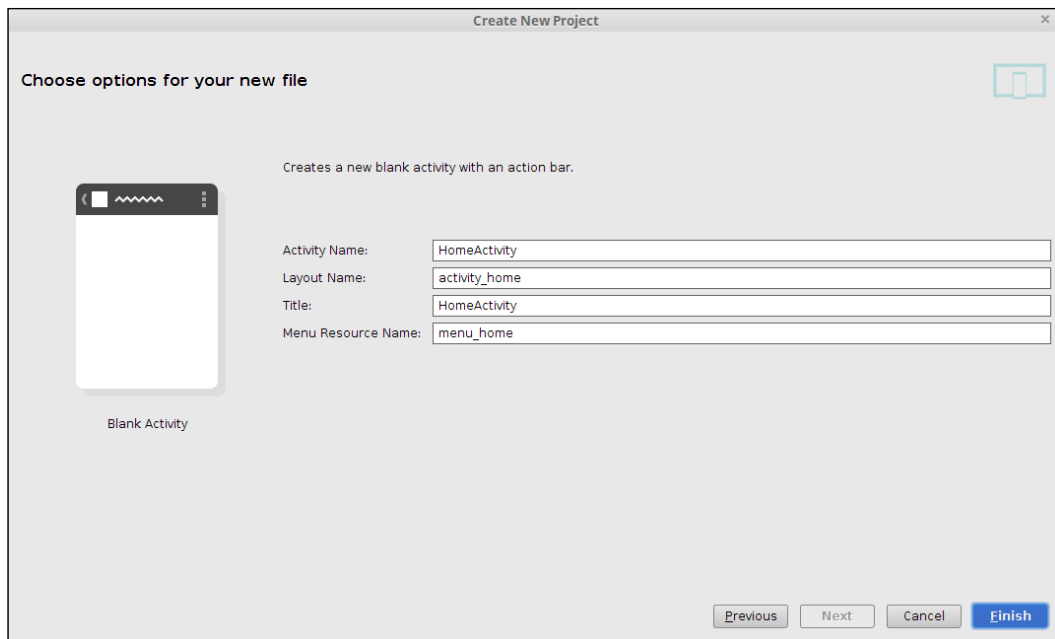 Create New Project
Choose options for your new file
Creates a new blank activity with an action bar.
Activity Name: HomeActivity
Layout Name: activity_home
Title: HomeActivity
Menu Resource Name: menu_home
Blank Activity
Previous Next Cancel Finish